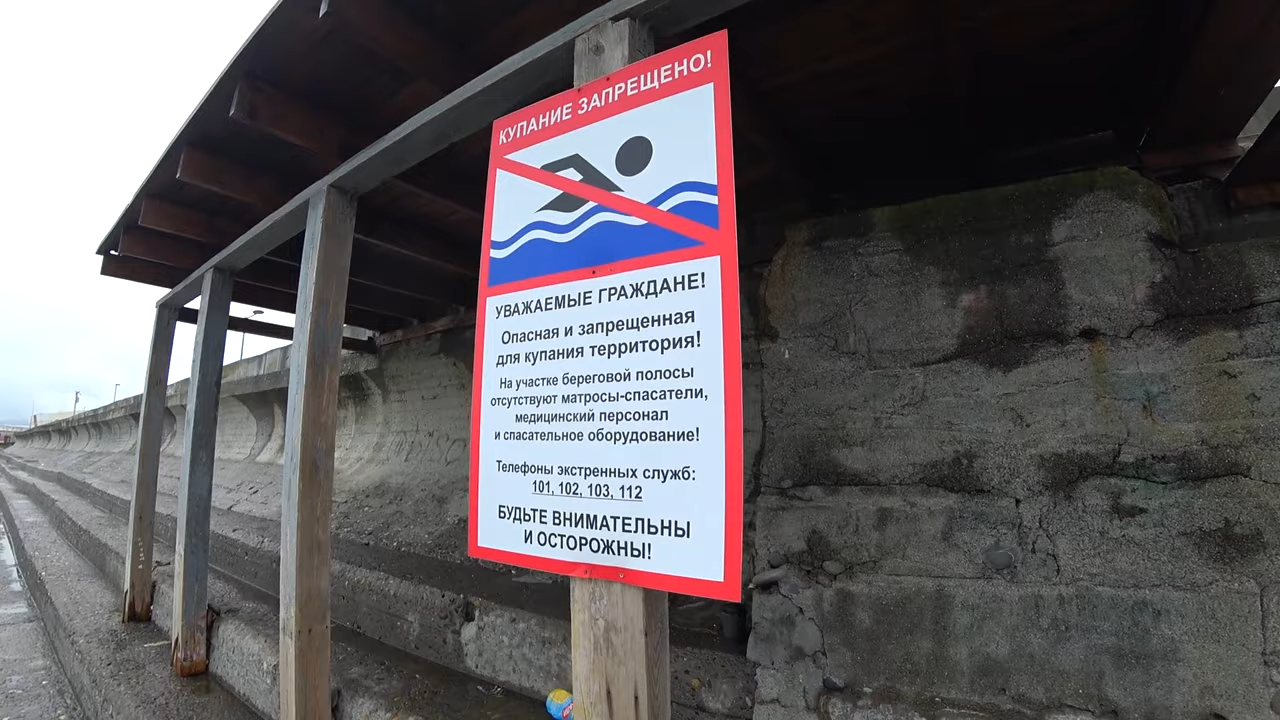 КУПАНИЕ ЗАПРЕЩЕНО!
УВАЖАЕМЫЕ ГРАЖДАНЕ!
Опасная и запрещенная
для купания территория!
На участке береговой полосы
отсутствуют матросы-спасатели,
медицинский персонал
и спасательное оборудование!
Телефоны экстренных служб:
101, 102, 103, 112
БУДЬТЕ ВНИМАТЕЛЬНЫ
И ОСТОРОЖНЫ!